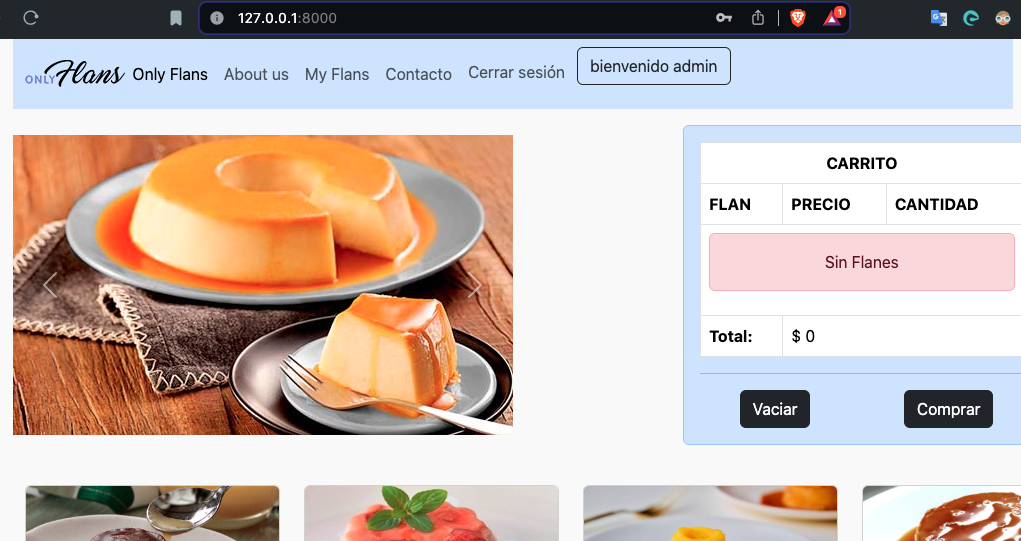 127.0.0.1:8000
1
ONLY Flans Only Flans About us My Flans Contacto Cerrar sesión bienvenido admin
CARRITO
FLAN PRECIO CANTIDAD
Sin Flanes
Total: $ 0
Vaciar Comprar